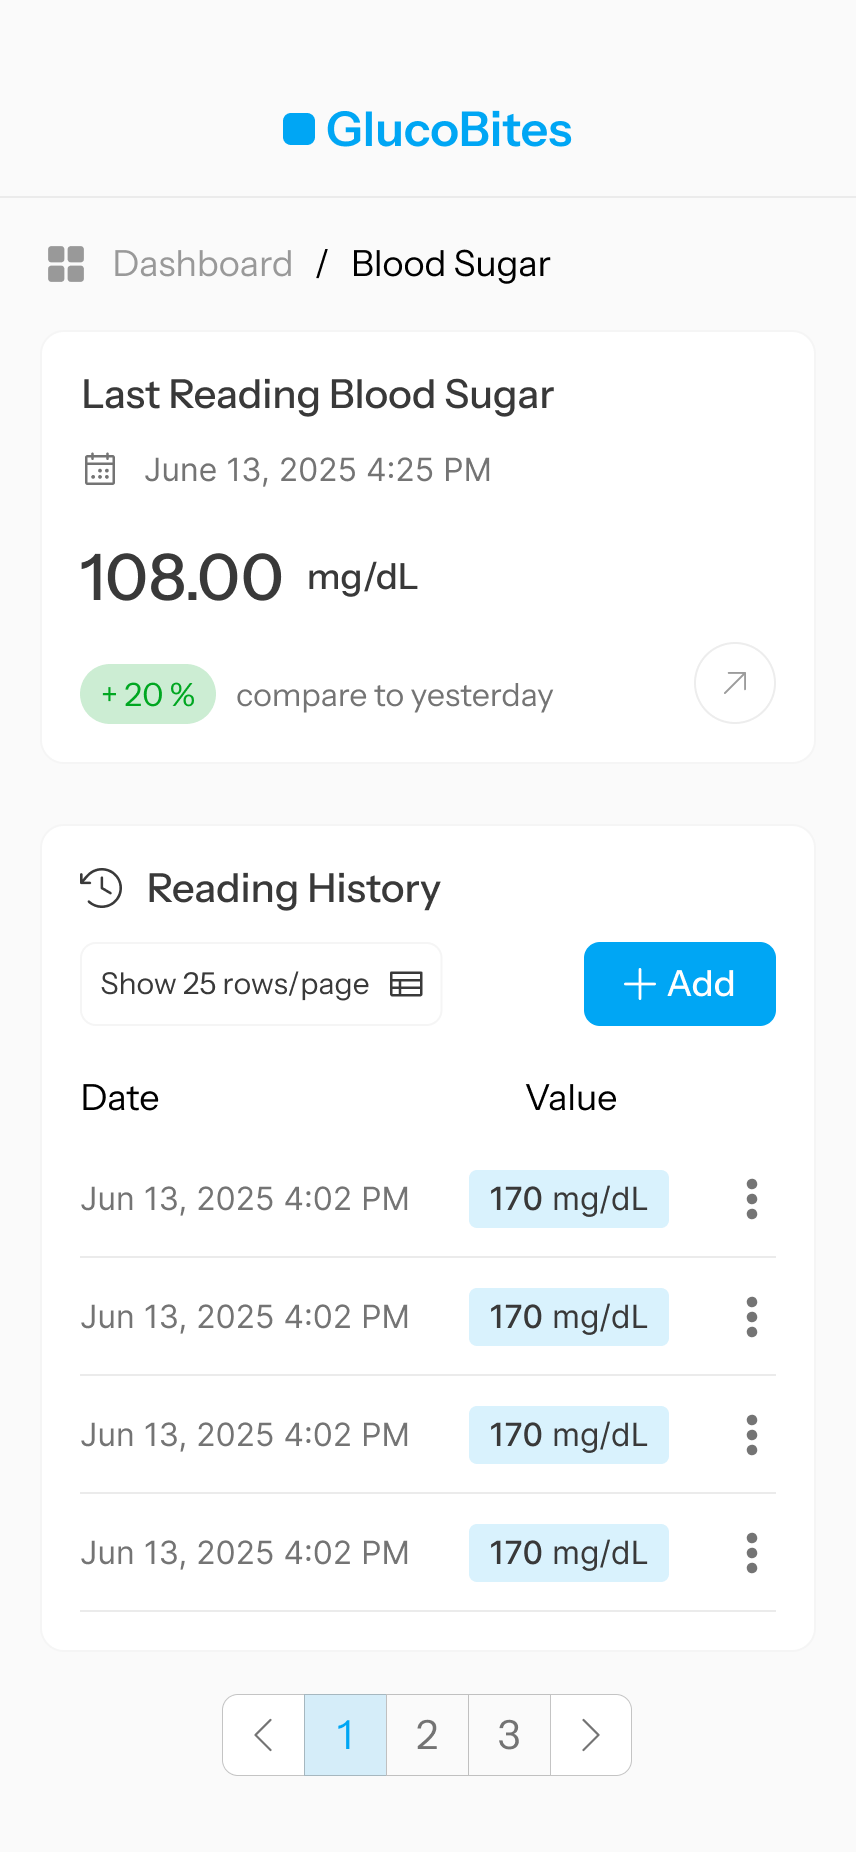 GlucoBites
Dashboard / Blood Sugar
Last Reading Blood Sugar
June 13, 2025 4:25 PM
108.00 mg/dL
+ 20 % compare to yesterday
Reading History
Show 25 rows/page
Add
Date Value
Jun 13, 2025 4:02 PM 170 mg/dL
Jun 13, 2025 4:02 PM 170 mg/dL
Jun 13, 2025 4:02 PM 170 mg/dL
Jun 13, 2025 4:02 PM 170 mg/dL
1 2 3